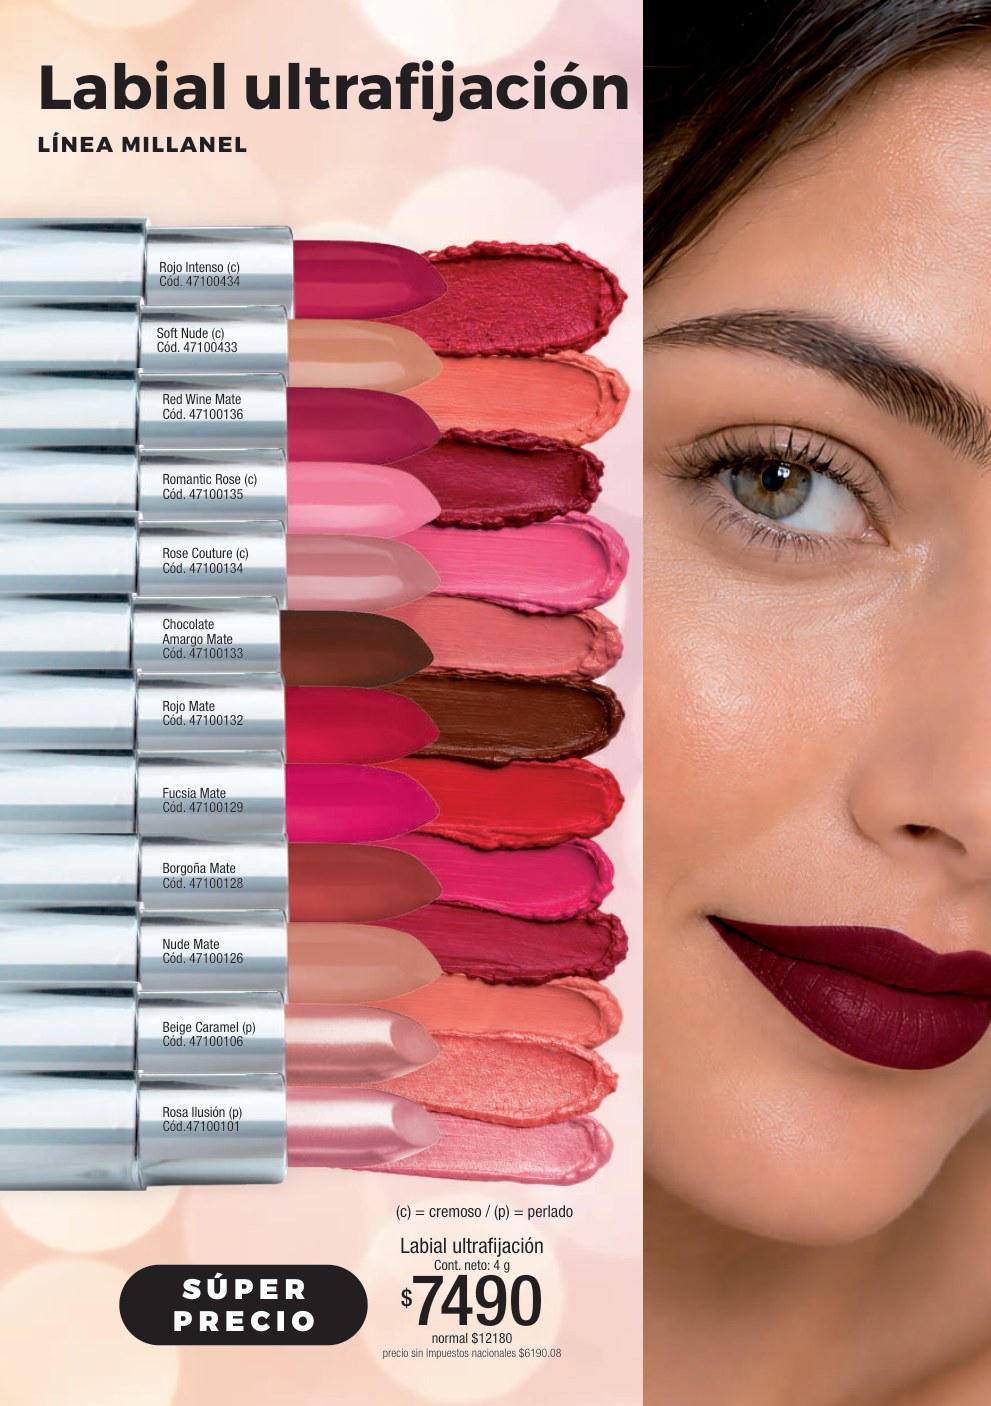 Labial ultrafijación
LÍNEA MILLANEL
Rojo Intenso (c)
Cód. 47100434
Soft Nude (c)
Cód. 47100433
Red Wine Mate
Cód. 47100136
Romantic Rose (c)
Cód. 47100135
Rose Couture (c)
Cód. 47100134
Chocolate
Amargo Mate
Cód. 47100133
Rojo Mate
Cód. 47100132
Fucsia Mate
Cód. 47100129
Borgoña Mate
Cód. 47100128
Nude Mate
Cód. 47100126
Beige Caramel (p)
Cód. 47100106
Rosa Ilusión (p)
Cód.47100101
(c) = cremoso / (p) = perlado
Labial ultrafijación
Cont. neto: 4 g
$7490
normal $12180
precio sin impuestos nacionales $6190.08
SÚPER
PRECIO